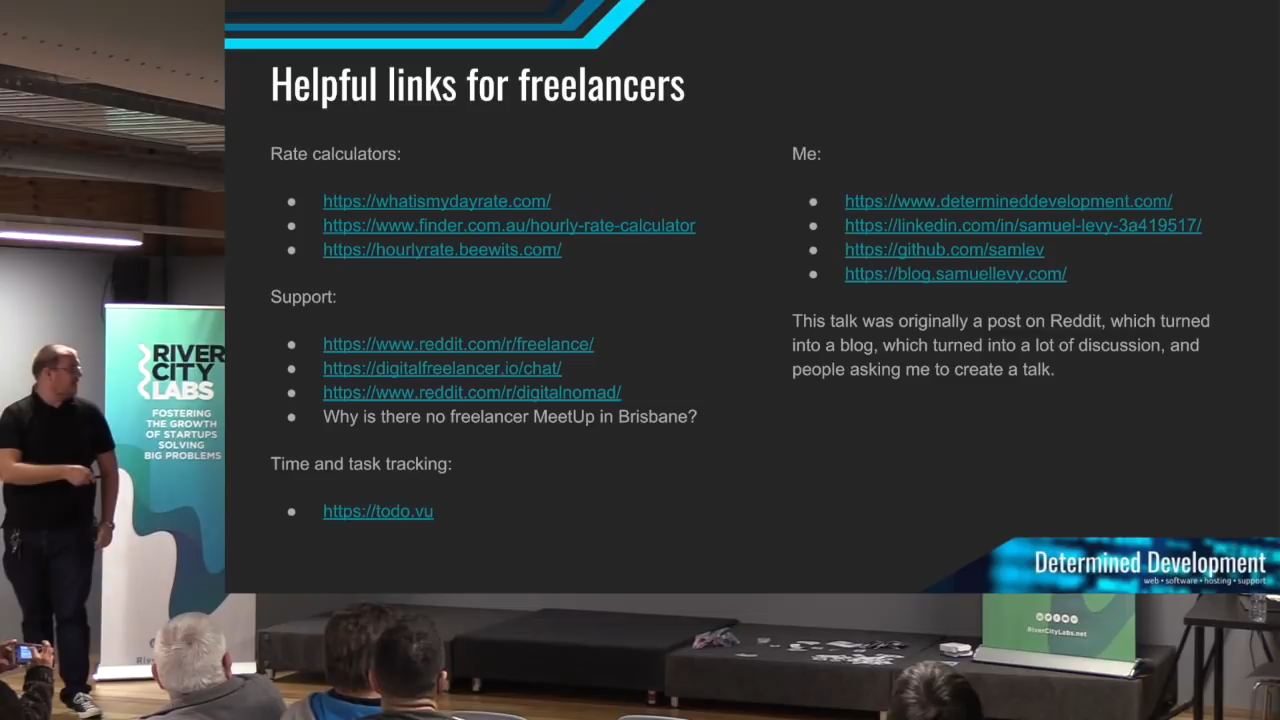 Helpful links for freelancers
Rate calculators:
https://whatismydayrate.com/
https://www.finder.com.au/hourly-rate-calculator
https://hourlyrate.beewits.com/
Support:
https://www.reddit.com/r/freelance/
https://digitalfreelancer.io/chat/
https://www.reddit.com/r/digitalnomad/
Why is there no freelancer MeetUp in Brisbane?
Time and task tracking:
https://todo.vu
Me:
https://www.determineddevelopment.com/
https://linkedin.com/in/samuel-levy-3a419517/
https://github.com/samlev
https://blog.samuellevy.com/
This talk was originally a post on Reddit, which turned
into a blog, which turned into a lot of discussion, and
people asking me to create a talk.
Determined Development
web • software • hosting • support
RIVER
CITY
LABS
FOSTERING
THE GROWTH
OF STARTUPS
SOLVING
BIG PROBLEMS
RiverCityLabs.net